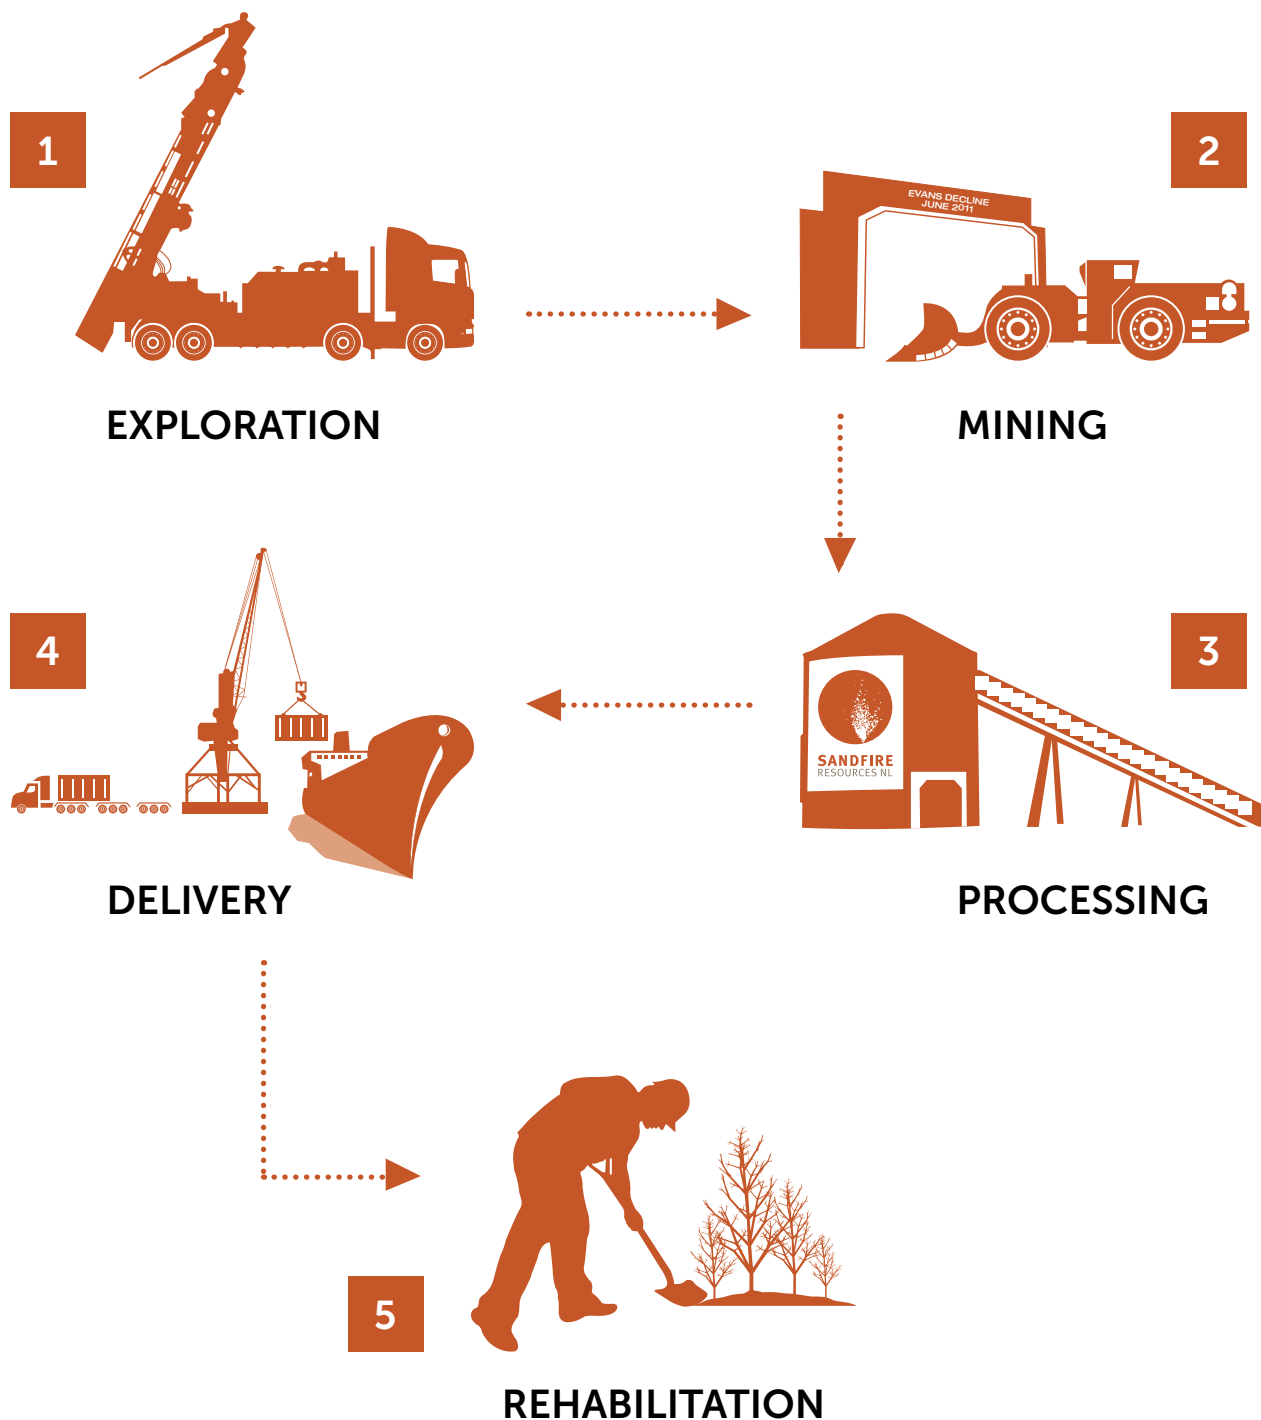 1
EXPLORATION
2
EVANS DECLINE
JUNE 2011
MINING
3
SANDFIRE
RESOURCES NL
PROCESSING
4
DELIVERY
5
REHABILITATION